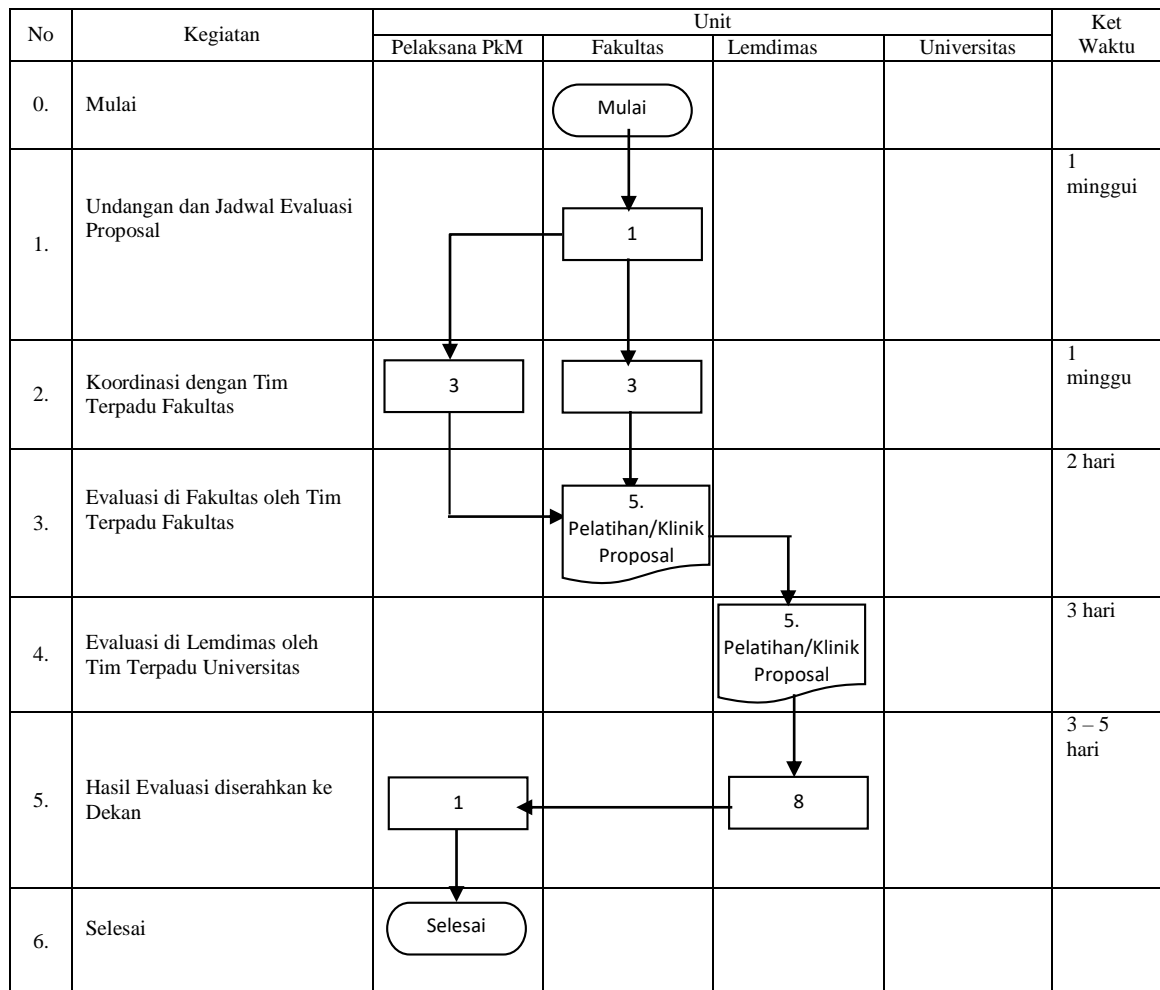 No
Kegiatan
Unit
Ket
Waktu
Pelaksana PkM
Fakultas
Lemdimas
Universitas
0.
Mulai
Mulai
1.
Undangan dan Jadwal Evaluasi
Proposal
1
1
minggui
2.
Koordinasi dengan Tim
Terpadu Fakultas
3
3
1
minggu
3.
Evaluasi di Fakultas oleh Tim
Terpadu Fakultas
5.
Pelatihan/Klinik
Proposal
2 hari
4.
Evaluasi di Lemdimas oleh
Tim Terpadu Universitas
5.
Pelatihan/Klinik
Proposal
3 hari
5.
Hasil Evaluasi diserahkan ke
Dekan
1
8
3 – 5
hari
6.
Selesai
Selesai